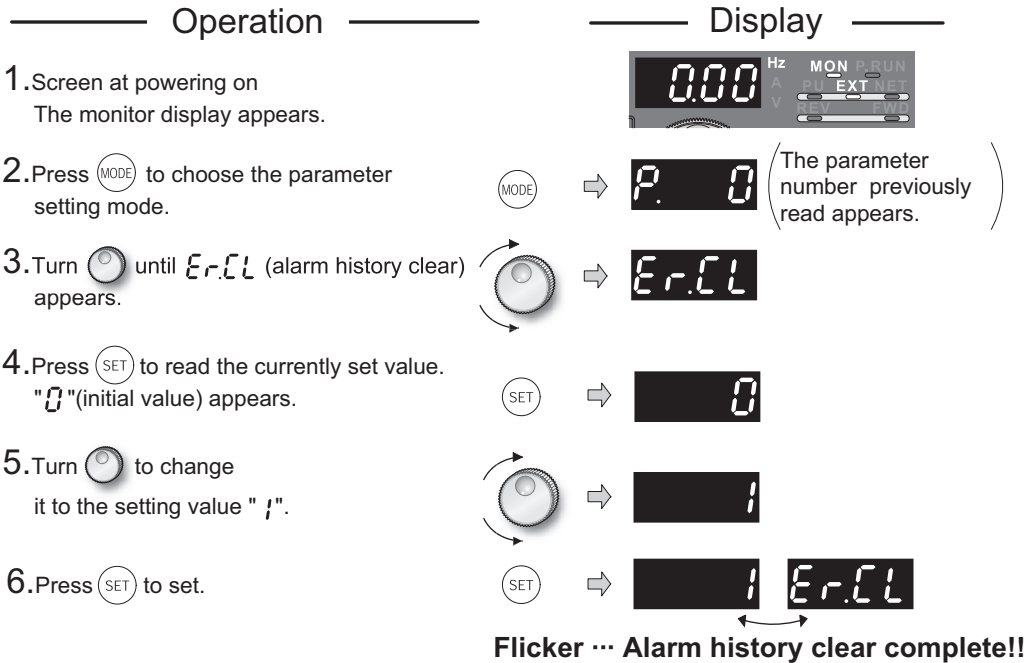 Operation
Display
1.Screen at powering on
The monitor display appears.
0.00
Hz
A
V
MON P.RUN
PU EXT NET
REV FWD
2.Press MODE to choose the parameter
setting mode.
MODE
P. 0
The parameter
number previously
read appears.
3.Turn until Er.CL (alarm history clear)
appears.
Er.CL
4.Press SET to read the currently set value.
"0"(initial value) appears.
SET
0
5.Turn to change
it to the setting value " 1".
1
6.Press SET to set.
SET
1 Er.CL
Flicker ··· Alarm history clear complete!!